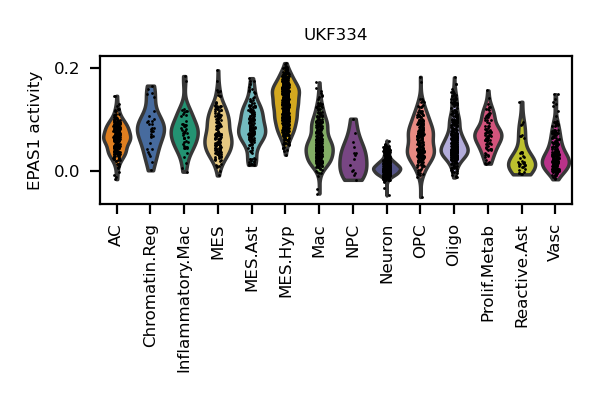 UKF334
EPAS1 activity
0.2
0.0
AC
Chromatin.Reg
Inflammatory.Mac
MES
MES.Ast
MES.Hyp
Mac
NPC
Neuron
OPC
Oligo
Prolif.Metab
Reactive.Ast
Vasc